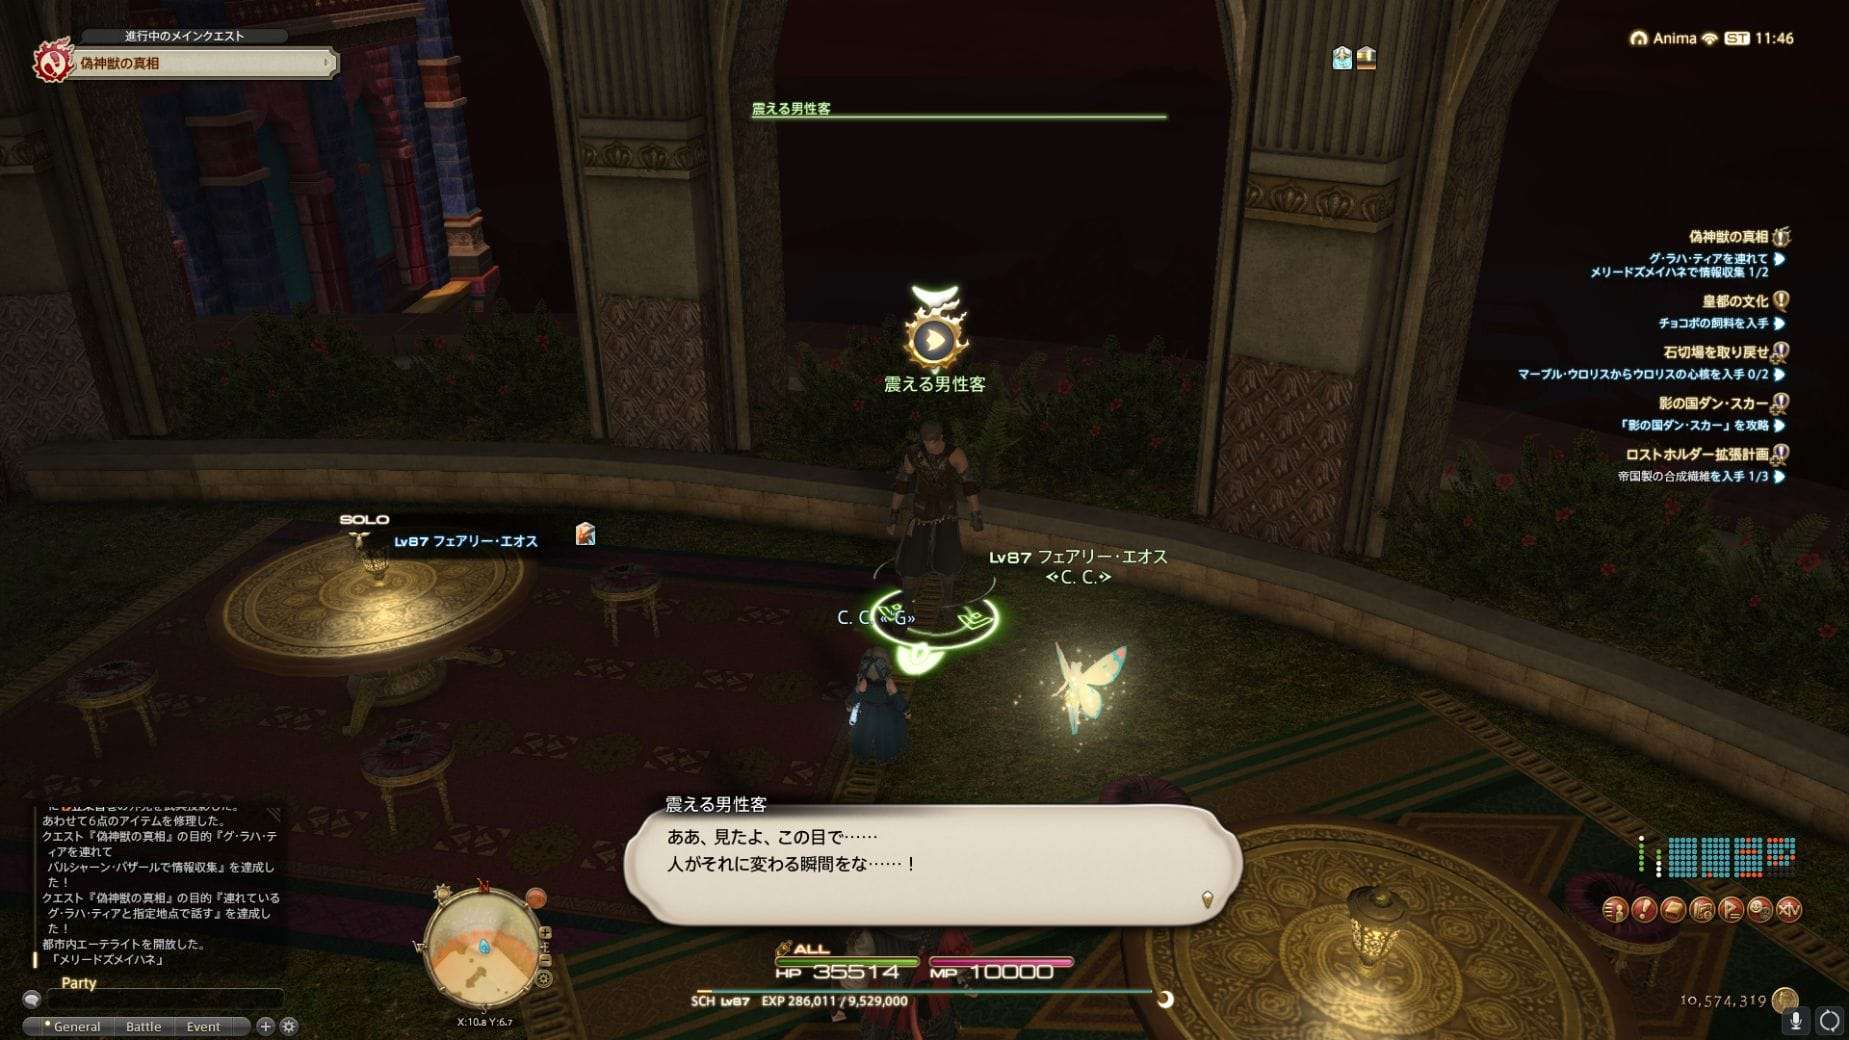 進行中のメインクエスト
偽神獣の真相
Anima ST 11:46
震える男性客
偽神獣の真相
グ・ラハ・ティアを連れて
メリードズメイハネで情報収集 1/2
皇都の文化
チョコボの飼料を入手
石切場を取り戻せ
マーブル・ウロリスからウロリスの心核を入手 0/2
影の国ダン・スカー
「影の国ダン・スカー」を攻略
ロストホルダー拡張計画
帝国製の合成繊維を入手 1/3
震える男性客
SOLO
Lv87 フェアリー・エオス
Lv87 フェアリー・エオス
«C. C.»
C. C. «G»
震える男性客
ああ、見たよ、この目で……
人がそれに変わる瞬間をな……！
あわせて6点のアイテムを修理した。
クエスト『偽神獣の真相』の目的『グ・ラハ・テ
ィアを連れて
バルシャーン・バザールで情報収集』を達成し
た！
クエスト『偽神獣の真相』の目的『連れている
グ・ラハ・ティアと指定地点で話す』を達成し
た！
都市内エーテライトを開放した。
「メリードズメイハネ」
Party
General Battle Event
N
X:10.8 Y:6.7
ALL
HP 35514 MP 10000
SCH Lv87 EXP 286,011/9,529,000
XIV
10,574,319